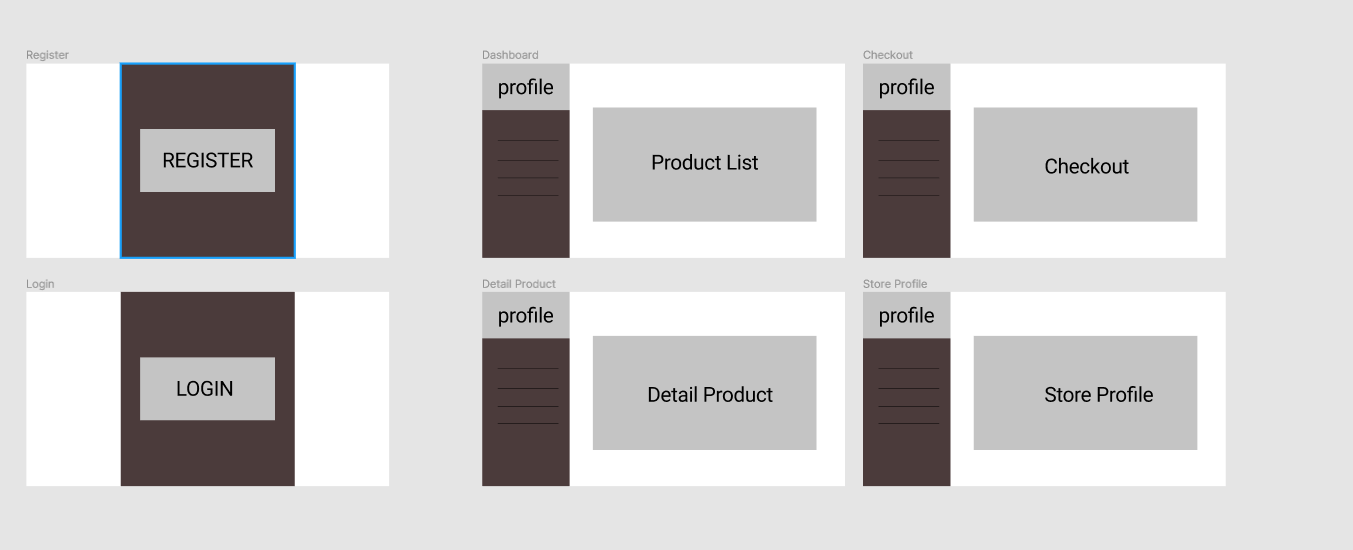 Register
REGISTER
Dashboard
profile
Product List
Checkout
profile
Checkout
Login
LOGIN
Detail Product
profile
Detail Product
Store Profile
profile
Store Profile